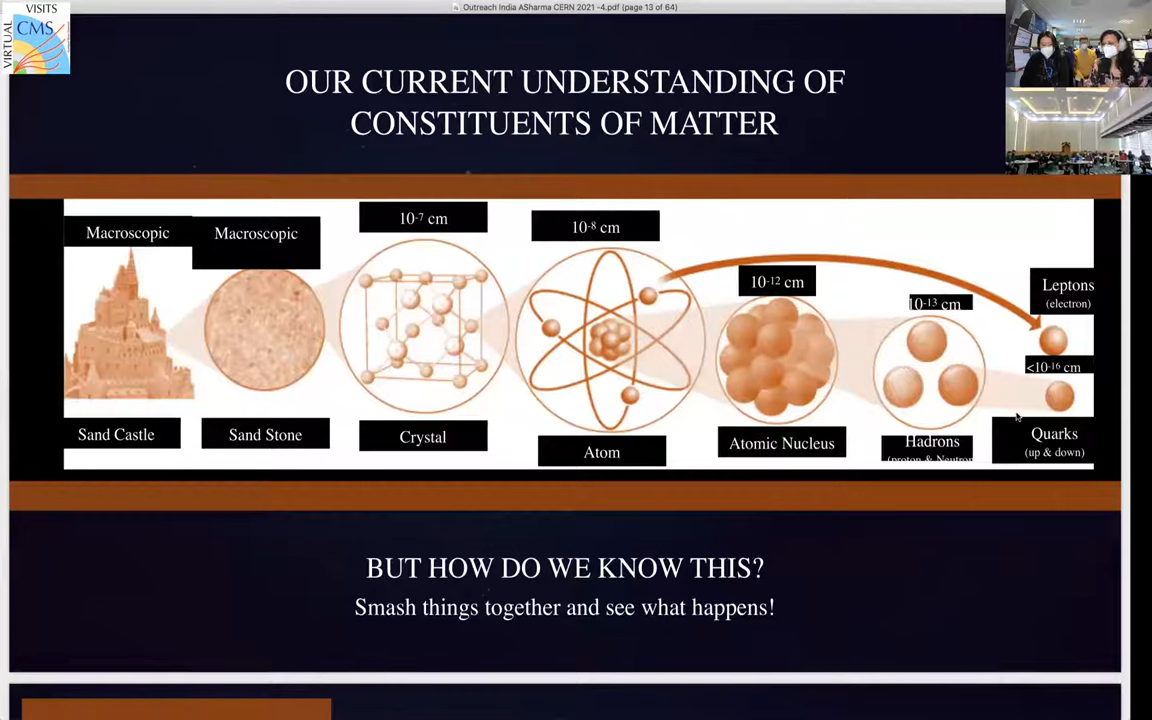 Outreach India ASharma CERN 2021 -4.pdf (page 13 of 64)
VISITS
VIRTUAL
CMS
OUR CURRENT UNDERSTANDING OF
CONSTITUENTS OF MATTER
Macroscopic
Macroscopic
10-7 cm
10-8 cm
10-12 cm
10-13 cm
Leptons
(electron)
<10-16 cm
Sand Castle
Sand Stone
Crystal
Atom
Atomic Nucleus
Hadrons
(proton & Neutron
Quarks
(up & down)
BUT HOW DO WE KNOW THIS?
Smash things together and see what happens!